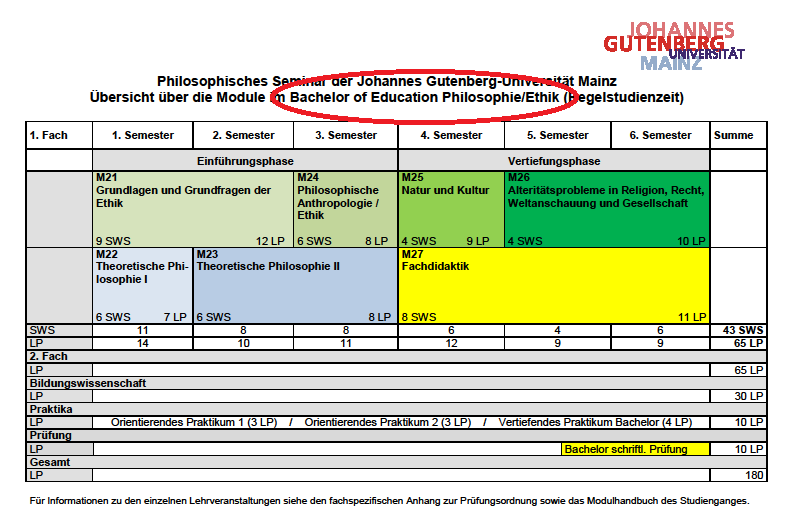 JOHANNES
GUTENBERG
UNIVERSITÄT
MAINZ
Philosophisches Seminar der Johannes Gutenberg-Universität Mainz
Übersicht über die Module im Bachelor of Education Philosophie/Ethik (Regelstudienzeit)
1. Fach 1. Semester 2. Semester 3. Semester 4. Semester 5. Semester 6. Semester Summe
Einführungsphase Vertiefungsphase
M21 M24 M25 M26
Grundlagen und Grundfragen der Philosophische Natur und Kultur Alteritätsprobleme in Religion, Recht,
Ethik Anthropologie / Weltanschauung und Gesellschaft
Ethik
9 SWS 12 LP 6 SWS 8 LP 4 SWS 9 LP 4 SWS 10 LP
M22 M23 M27
Theoretische Phi- Theoretische Philosophie II Fachdidaktik
losophie I
6 SWS 7 LP 6 SWS 8 LP 8 SWS 11 LP
SWS 11 8 8 6 4 6 43 SWS
LP 14 10 11 12 9 9 65 LP
2. Fach
LP 65 LP
Bildungswissenschaft
LP 30 LP
Praktika
LP Orientierendes Praktikum 1 (3 LP) / Orientierendes Praktikum 2 (3 LP) / Vertiefendes Praktikum Bachelor (4 LP) 10 LP
Prüfung
LP Bachelor schriftl. Prüfung 10 LP
Gesamt
LP 180
Für Informationen zu den einzelnen Lehrveranstaltungen siehe den fachspezifischen Anhang zur Prüfungsordnung sowie das Modulhandbuch des Studienganges.